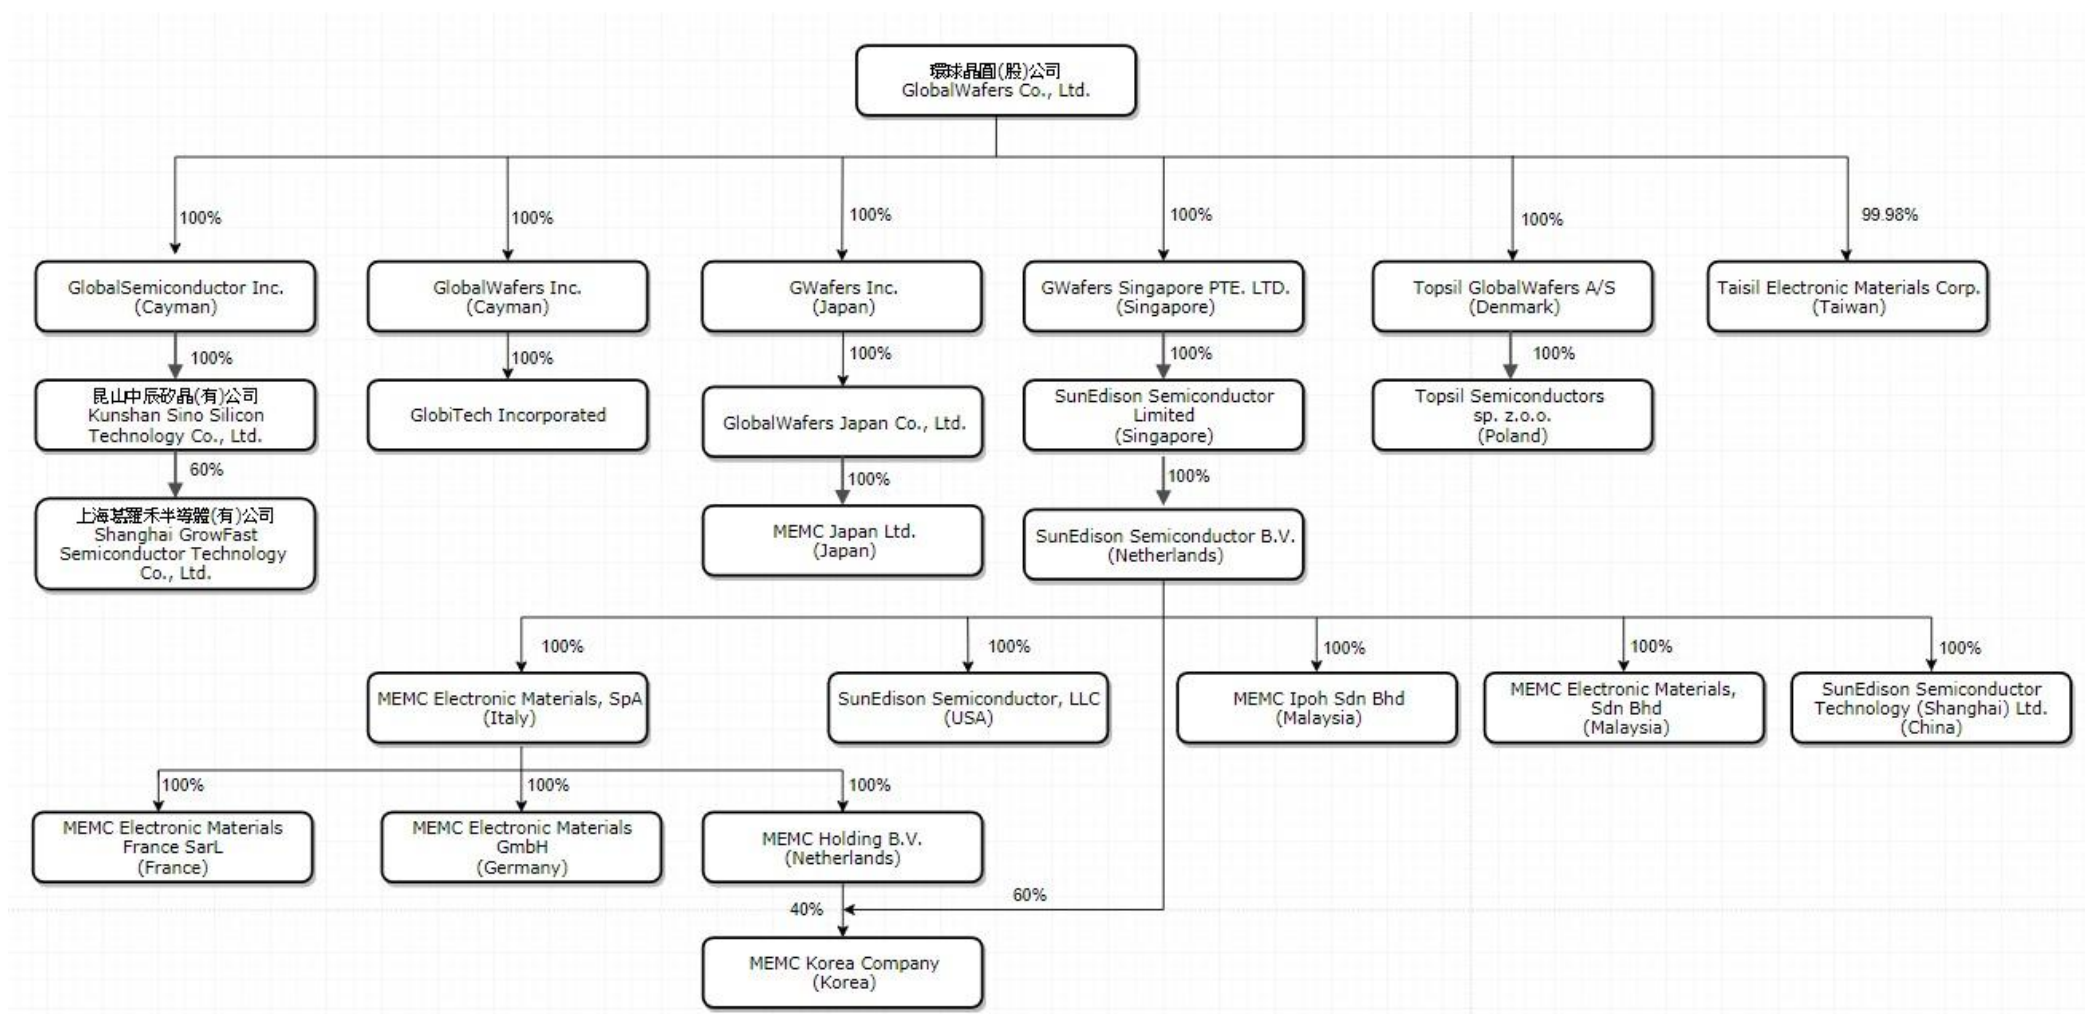 環球晶圓(股)公司
GlobalWafers Co., Ltd.
100%
100%
100%
100%
100%
99.98%
GlobalSemiconductor Inc.
(Cayman)
GlobalWafers Inc.
(Cayman)
GWafers Inc.
(Japan)
GWafers Singapore PTE. LTD.
(Singapore)
Topsil GlobalWafers A/S
(Denmark)
Taisil Electronic Materials Corp.
(Taiwan)
100%
100%
100%
100%
100%
昆山中辰矽晶(有)公司
Kunshan Sino Silicon
Technology Co., Ltd.
GlobiTech Incorporated
GlobalWafers Japan Co., Ltd.
SunEdison Semiconductor
Limited
(Singapore)
Topsil Semiconductors
sp. z.o.o.
(Poland)
60%
100%
100%
上海葛羅禾半導體(有)公司
Shanghai GrowFast
Semiconductor Technology
Co., Ltd.
MEMC Japan Ltd.
(Japan)
SunEdison Semiconductor B.V.
(Netherlands)
100%
100%
100%
100%
100%
MEMC Electronic Materials, SpA
(Italy)
SunEdison Semiconductor, LLC
(USA)
MEMC Ipoh Sdn Bhd
(Malaysia)
MEMC Electronic Materials,
Sdn Bhd
(Malaysia)
SunEdison Semiconductor
Technology (Shanghai) Ltd.
(China)
100%
100%
100%
MEMC Electronic Materials
France SarL
(France)
MEMC Electronic Materials
GmbH
(Germany)
MEMC Holding B.V.
(Netherlands)
40%
60%
MEMC Korea Company
(Korea)